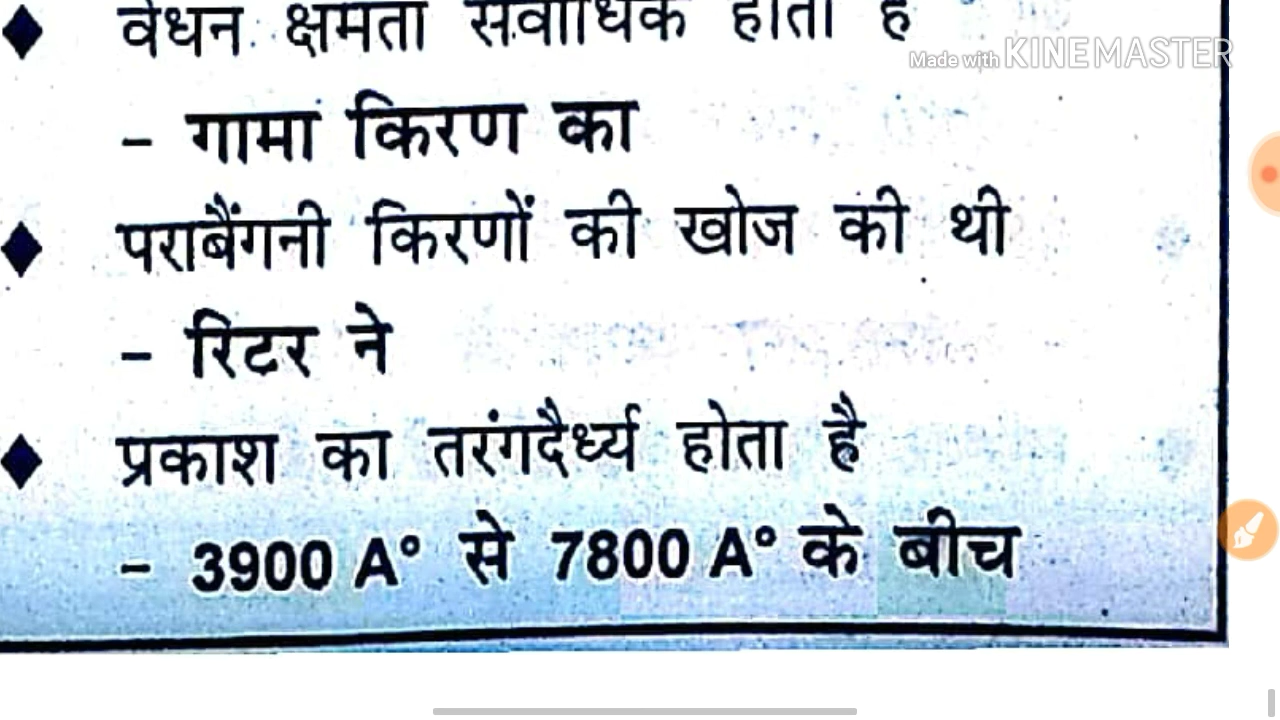 वेधन क्षमता सर्वाधिक होता है
Made with KINEMASTER
- गामा किरण का
पराबैंगनी किरणों की खोज की थी
- रिटर ने
प्रकाश का तरंगदैर्ध्य होता है
- 3900 A° से 7800 A° के बीच